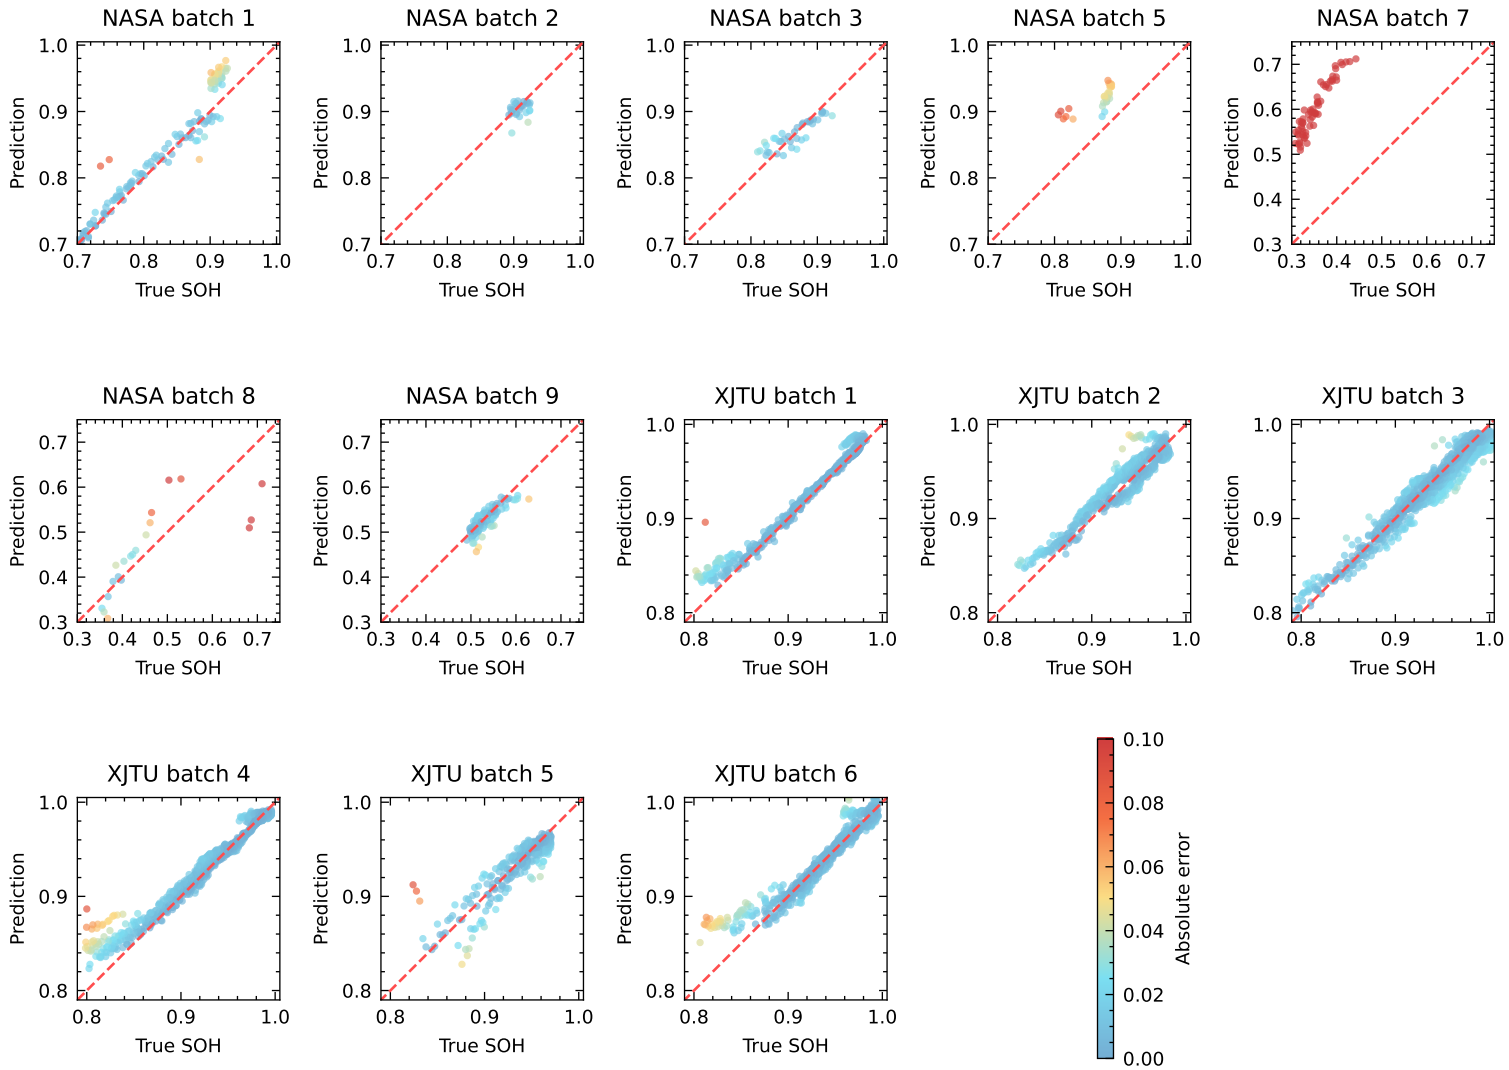 NASA batch 1
NASA batch 2
NASA batch 3
NASA batch 5
NASA batch 7
1.0
0.9
0.8
0.7
Prediction
0.7 0.8 0.9 1.0
True SOH
1.0
0.9
0.8
0.7
Prediction
0.7 0.8 0.9 1.0
True SOH
1.0
0.9
0.8
0.7
Prediction
0.7 0.8 0.9 1.0
True SOH
1.0
0.9
0.8
0.7
Prediction
0.7 0.8 0.9 1.0
True SOH
0.7
0.6
0.5
0.4
0.3
Prediction
0.3 0.4 0.5 0.6 0.7
True SOH
NASA batch 8
NASA batch 9
XJTU batch 1
XJTU batch 2
XJTU batch 3
0.7
0.6
0.5
0.4
0.3
Prediction
0.3 0.4 0.5 0.6 0.7
True SOH
0.7
0.6
0.5
0.4
0.3
Prediction
0.3 0.4 0.5 0.6 0.7
True SOH
1.0
0.9
0.8
Prediction
0.8 0.9 1.0
True SOH
1.0
0.9
0.8
Prediction
0.8 0.9 1.0
True SOH
1.0
0.9
0.8
Prediction
0.8 0.9 1.0
True SOH
XJTU batch 4
XJTU batch 5
XJTU batch 6
1.0
0.9
0.8
Prediction
0.8 0.9 1.0
True SOH
1.0
0.9
0.8
Prediction
0.8 0.9 1.0
True SOH
1.0
0.9
0.8
Prediction
0.8 0.9 1.0
True SOH
0.10
0.08
0.06
0.04
0.02
0.00
Absolute error